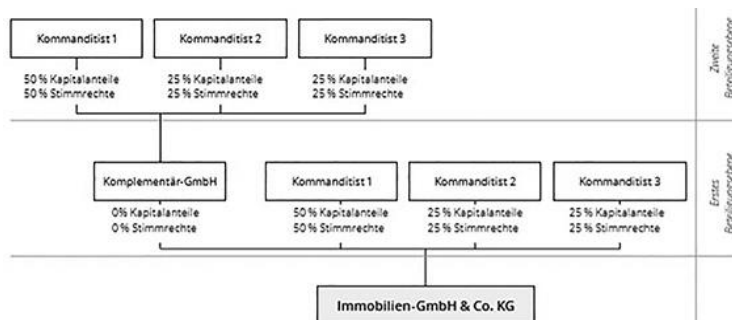 Kommanditist 1
Kommanditist 2
Kommanditist 3
50 % Kapitalanteile
50 % Stimmrechte
25 % Kapitalanteile
25 % Stimmrechte
25 % Kapitalanteile
25 % Stimmrechte
Zweite
Beteiligungsebene
Komplementär-GmbH
Kommanditist 1
Kommanditist 2
Kommanditist 3
0% Kapitalanteile
0 % Stimmrechte
50 % Kapitalanteile
50 % Stimmrechte
25 % Kapitalanteile
25 % Stimmrechte
25 % Kapitalanteile
25 % Stimmrechte
Erstes
Beteiligungsebene
Immobilien-GmbH & Co. KG